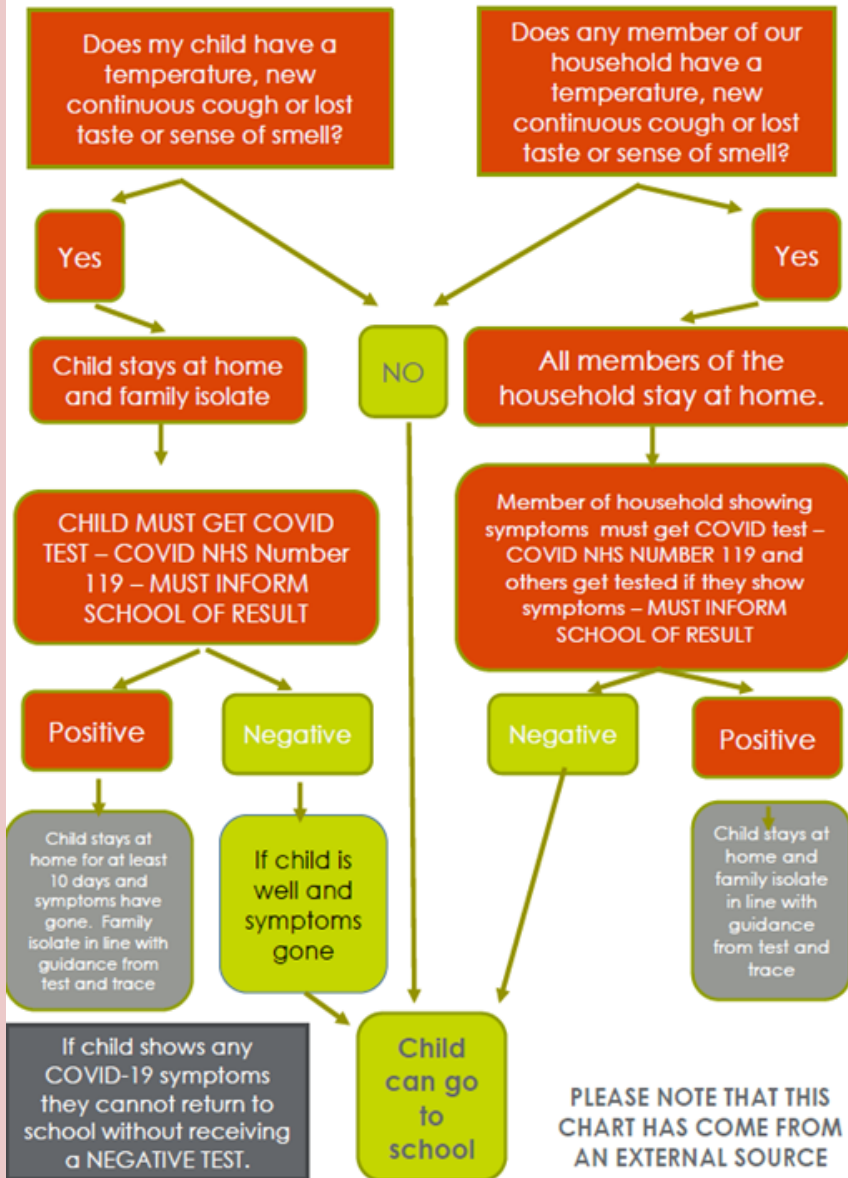 Does my child have a
temperature, new
continuous cough or lost
taste or sense of smell?
Does any member of our
household have a
temperature, new
continuous cough or lost
taste or sense of smell?
Yes
NO
Yes
Child stays at home
and family isolate
All members of the
household stay at home.
CHILD MUST GET COVID
TEST – COVID NHS Number
119 – MUST INFORM
SCHOOL OF RESULT
Member of household showing
symptoms must get COVID test –
COVID NHS NUMBER 119 and
others get tested if they show
symptoms – MUST INFORM
SCHOOL OF RESULT
Positive
Negative
Negative
Positive
Child stays at
home for at least
10 days and
symptoms have
gone. Family
isolate in line with
guidance from
test and trace
If child is
well and
symptoms
gone
Child stays at
home and
family isolate
in line with
guidance
from test and
trace
If child shows any
COVID-19 symptoms
they cannot return to
school without receiving
a NEGATIVE TEST.
Child
can go
to
school
PLEASE NOTE THAT THIS
CHART HAS COME FROM
AN EXTERNAL SOURCE